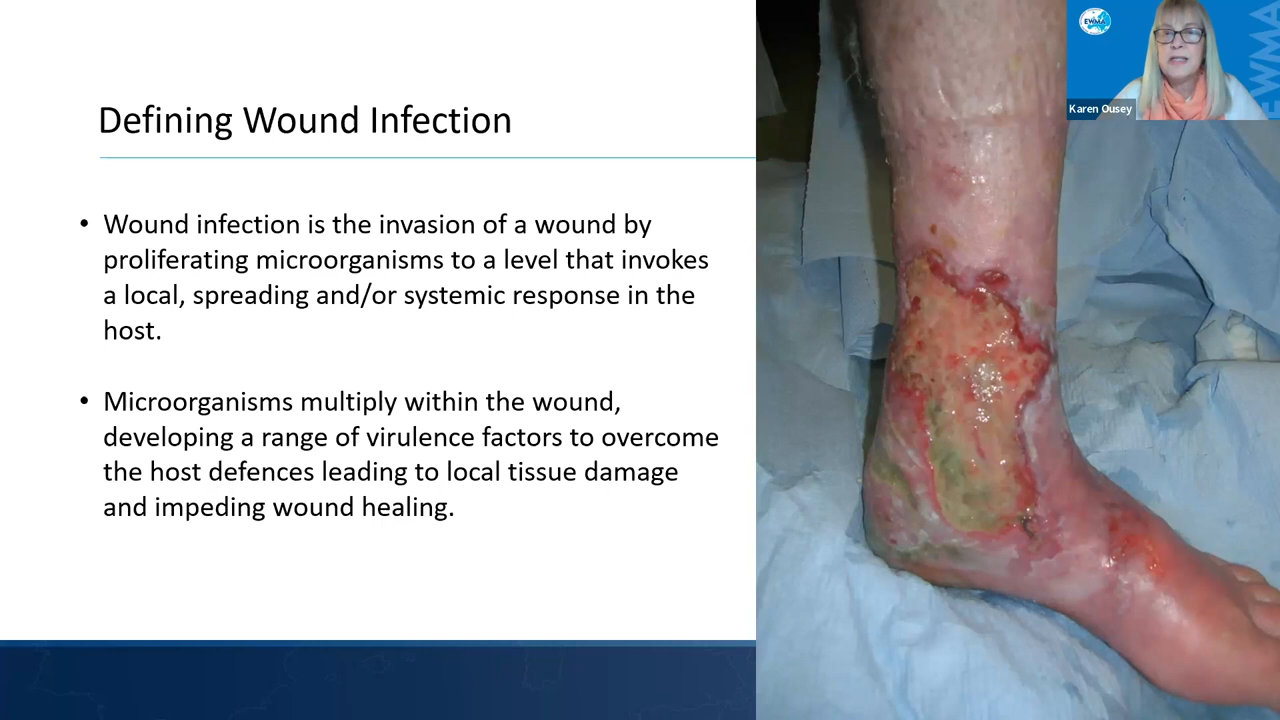 Defining Wound Infection
• Wound infection is the invasion of a wound by
proliferating microorganisms to a level that invokes
a local, spreading and/or systemic response in the
host.
• Microorganisms multiply within the wound,
developing a range of virulence factors to overcome
the host defences leading to local tissue damage
and impeding wound healing.
EWMA
Karen Ousey
EWMA